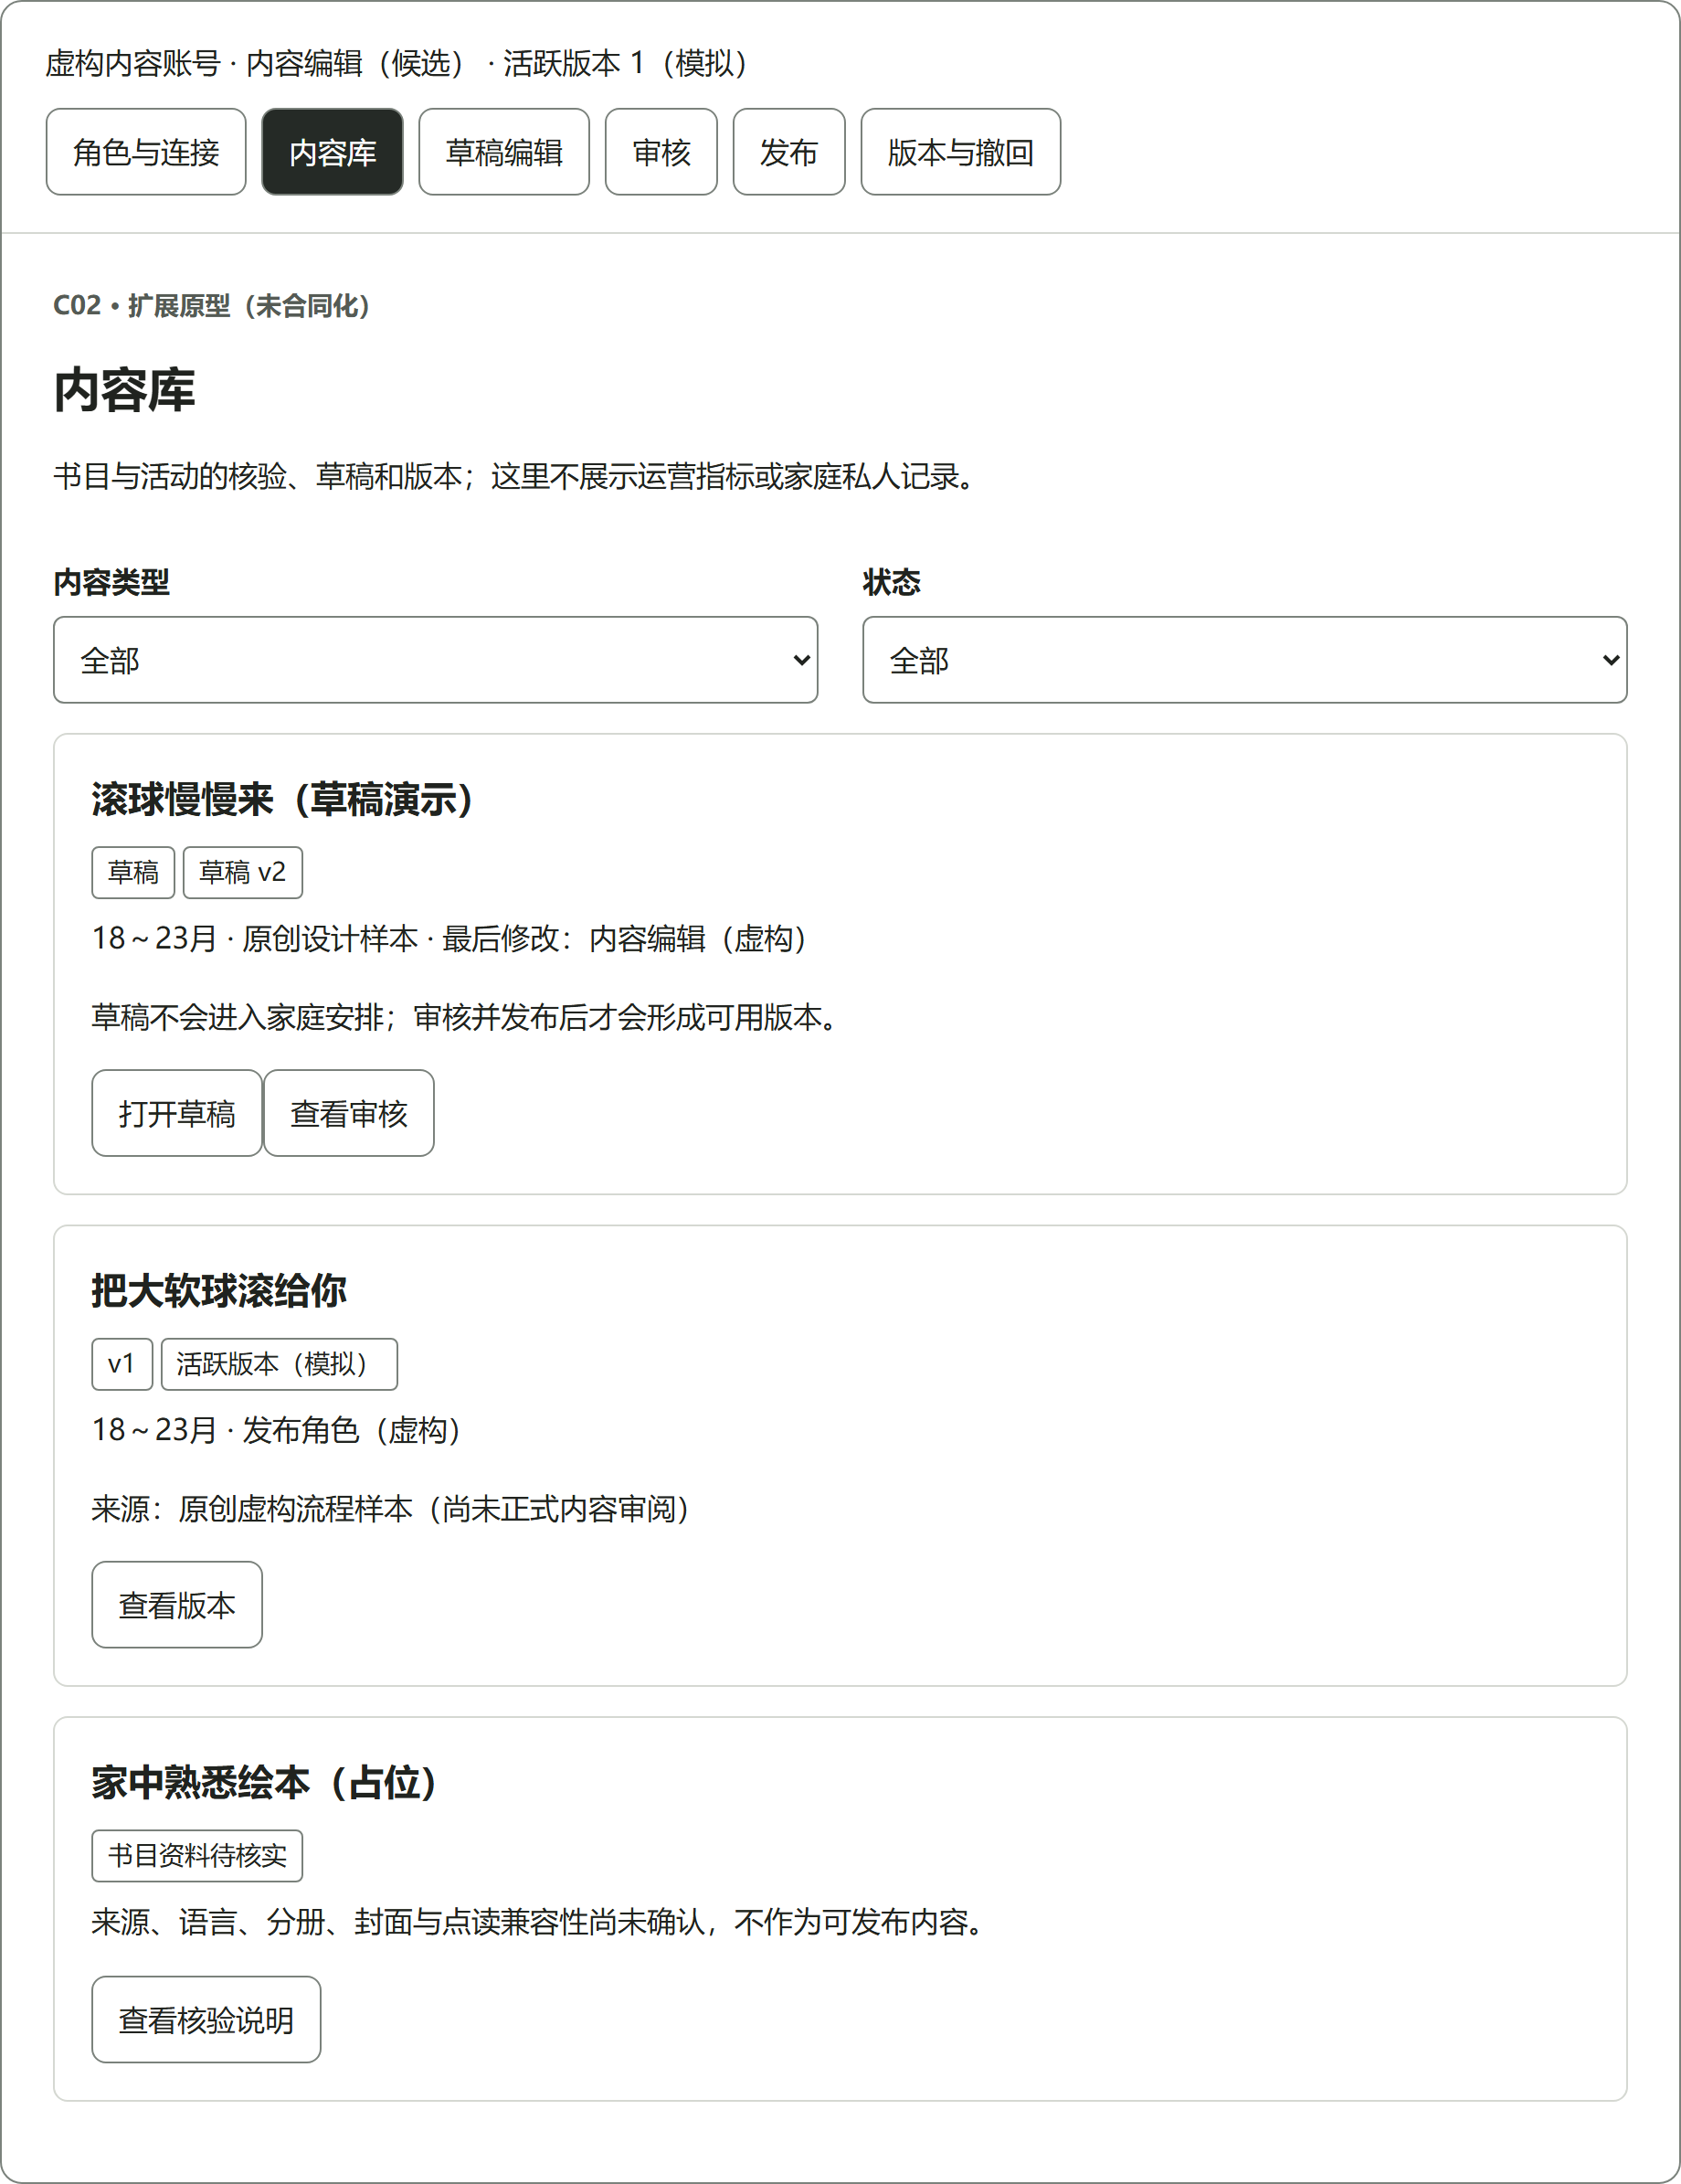 虚构内容账号 · 内容编辑（候选） · 活跃版本 1（模拟）
角色与连接 内容库 草稿编辑 审核 发布 版本与撤回
C02 • 扩展原型（未合同化）
内容库
书目与活动的核验、草稿和版本；这里不展示运营指标或家庭私人记录。
内容类型 状态
全部 全部
滚球慢慢来（草稿演示）
草稿 草稿 v2
18～23月 · 原创设计样本 · 最后修改：内容编辑（虚构）
草稿不会进入家庭安排；审核并发布后才会形成可用版本。
打开草稿 查看审核
把大软球滚给你
v1 活跃版本（模拟）
18～23月 · 发布角色（虚构）
来源：原创虚构流程样本（尚未正式内容审阅）
查看版本
家中熟悉绘本（占位）
书目资料待核实
来源、语言、分册、封面与点读兼容性尚未确认，不作为可发布内容。
查看核验说明